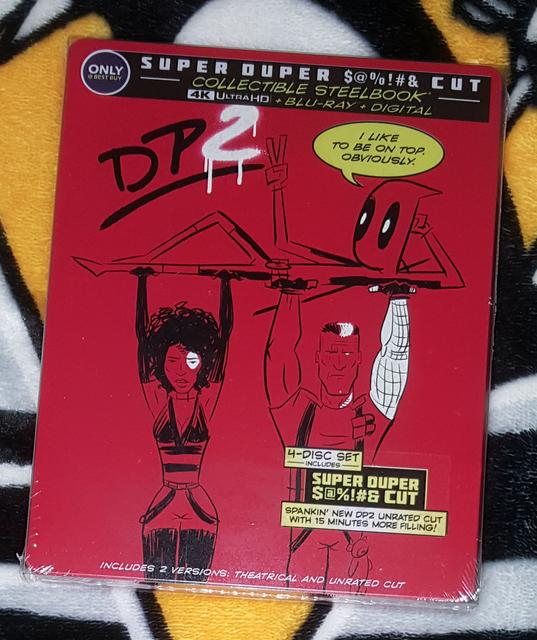 ONLY
@ BEST BUY
SUPER DUPER $@%!#& CUT
COLLECTIBLE STEELBOOK
4K ULTRAHD + BLU-RAY + DIGITAL
DP2
I LIKE
TO BE ON TOP.
OBVIOUSLY.
4-DISC SET
INCLUDES
SUPER DUPER
$@%!#& CUT
SPANKIN' NEW DP2 UNRATED CUT
WITH 15 MINUTES MORE FILLING!
INCLUDES 2 VERSIONS: THEATRICAL AND UNRATED CUT